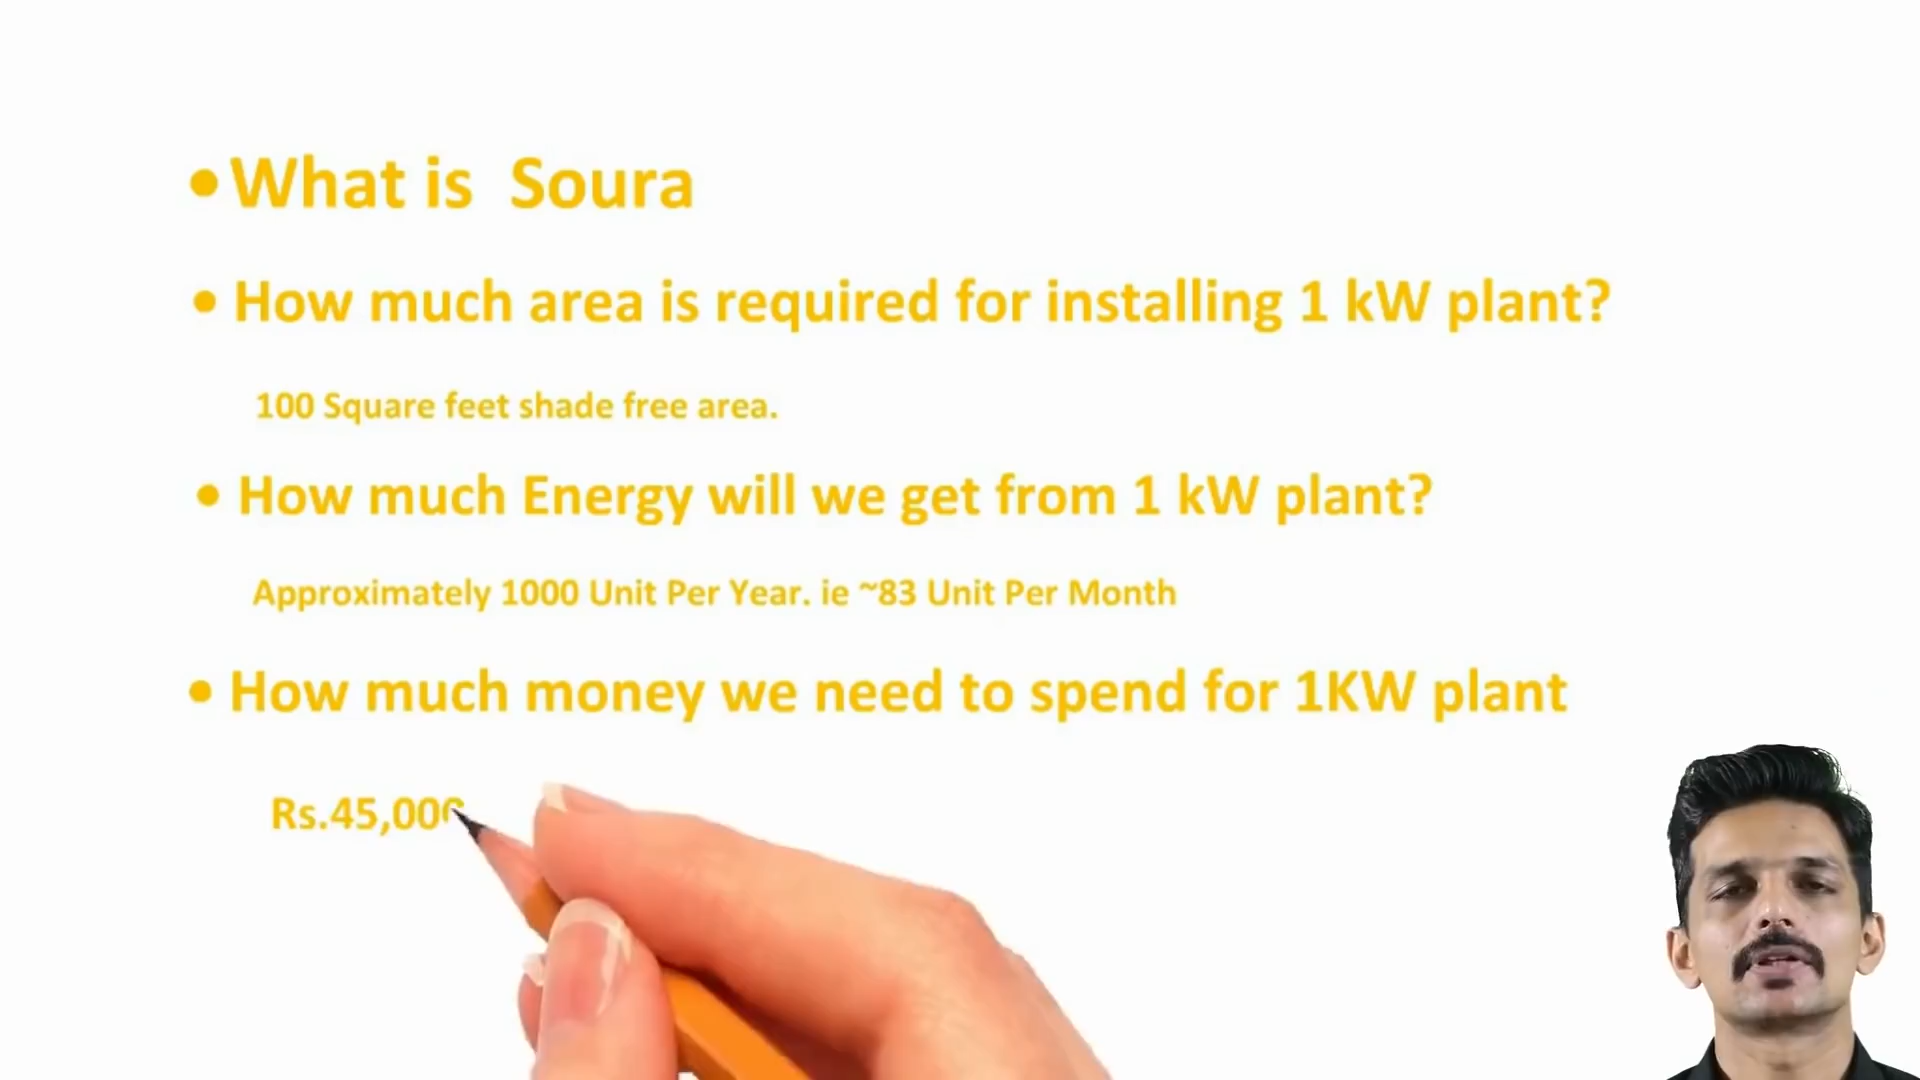 •What is Soura
• How much area is required for installing 1 kW plant?
100 Square feet shade free area.
• How much Energy will we get from 1 kW plant?
Approximately 1000 Unit Per Year. ie ~83 Unit Per Month
• How much money we need to spend for 1KW plant
Rs.45,000